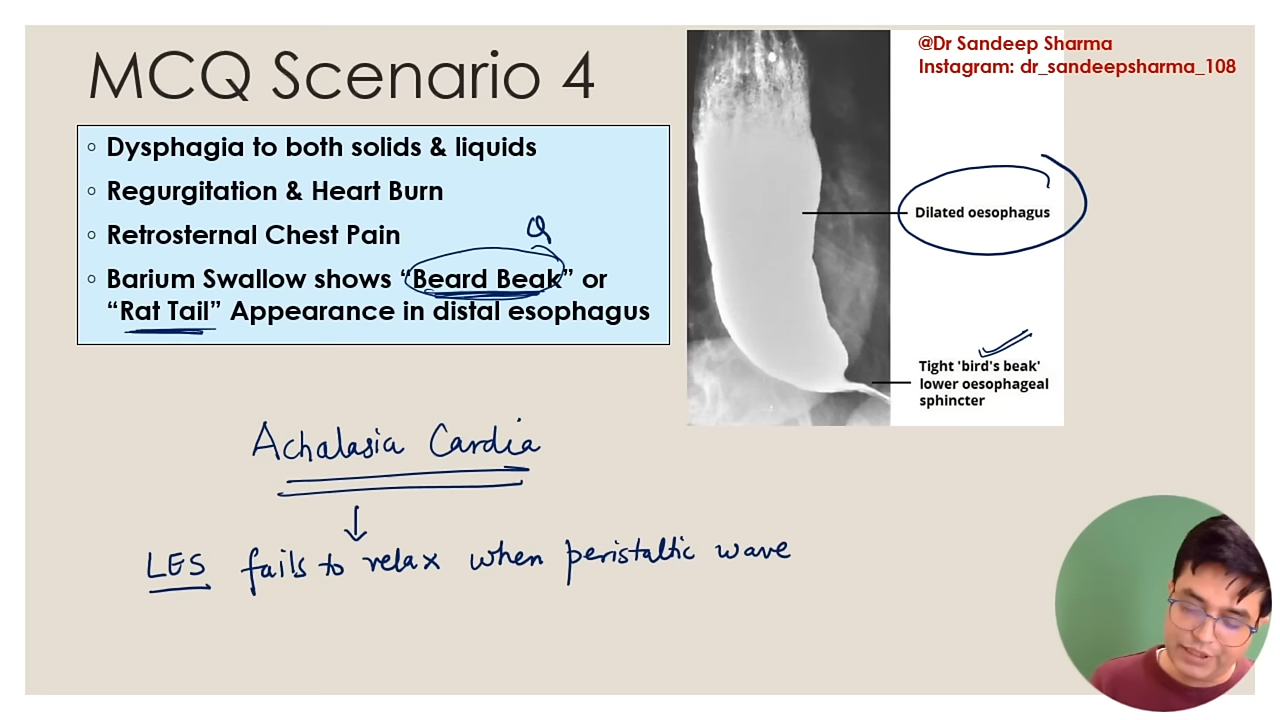 MCQ Scenario 4
@Dr Sandeep Sharma
Instagram: dr_sandeepsharma_108
◦ Dysphagia to both solids & liquids
◦ Regurgitation & Heart Burn
◦ Retrosternal Chest Pain
Q
◦ Barium Swallow shows “Beard Beak” or
“Rat Tail” Appearance in distal esophagus
Dilated oesophagus
Tight 'bird's beak'
lower oesophageal
sphincter
Achalasia Cardia
↓
LES fails to relax when peristaltic wave